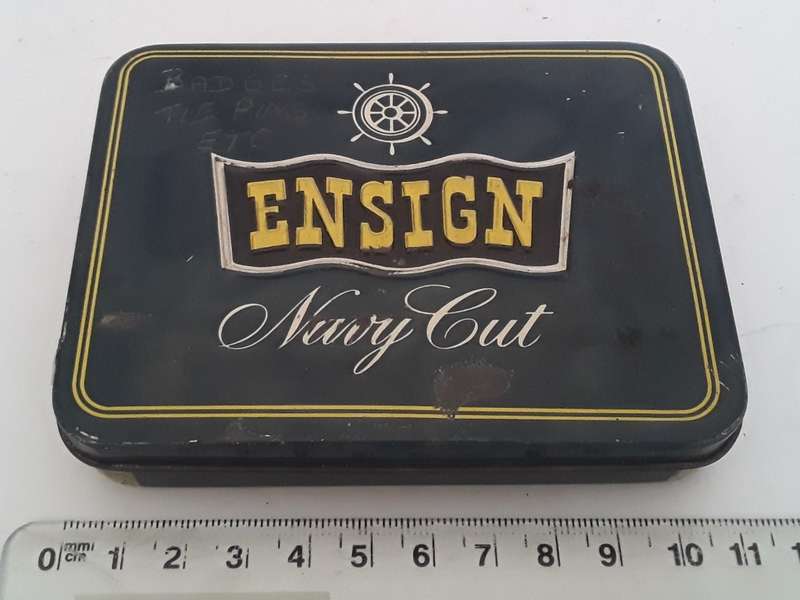 BADGES
TIE PINS
ETC
ENSIGN
Navy Cut
0 mm cm 1 2 3 4 5 6 7 8 9 10 11 1